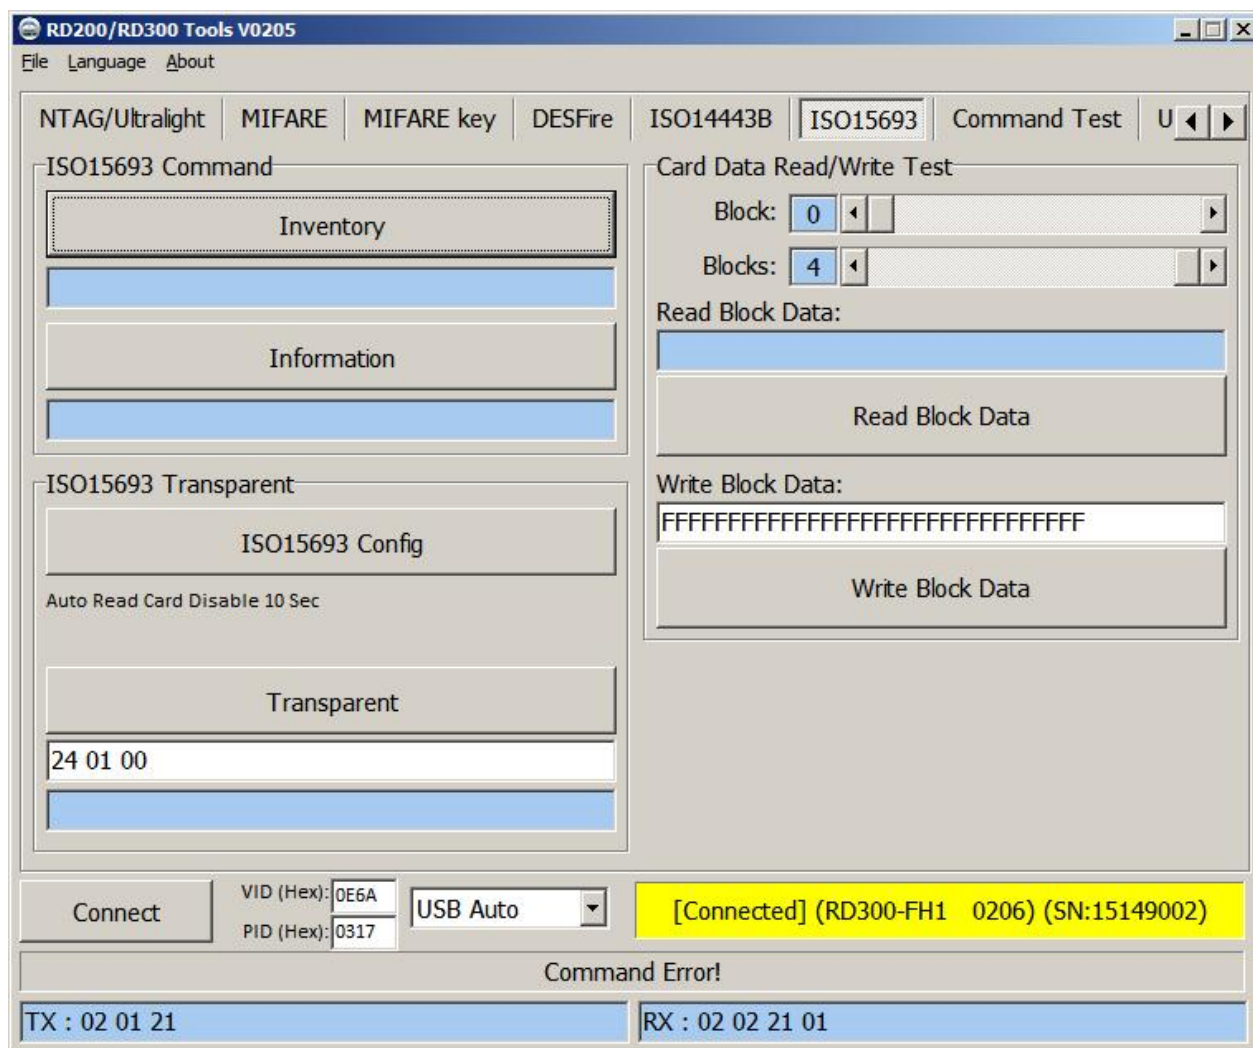 RD200/RD300 Tools V0205
File Language About
NTAG/Ultralight MIFARE MIFARE key DESFire ISO14443B ISO15693 Command Test U
ISO15693 Command
Inventory
Information
ISO15693 Transparent
ISO15693 Config
Auto Read Card Disable 10 Sec
Transparent
24 01 00
Card Data Read/Write Test
Block: 0
Blocks: 4
Read Block Data:
Read Block Data
Write Block Data:
FFFFFFFFFFFFFFFFFFFFFFFFFFFFFFFF
Write Block Data
Connect
VID (Hex): 0E6A
PID (Hex): 0317
USB Auto
[Connected] (RD300-FH1 0206) (SN:15149002)
Command Error!
TX : 02 01 21
RX : 02 02 21 01